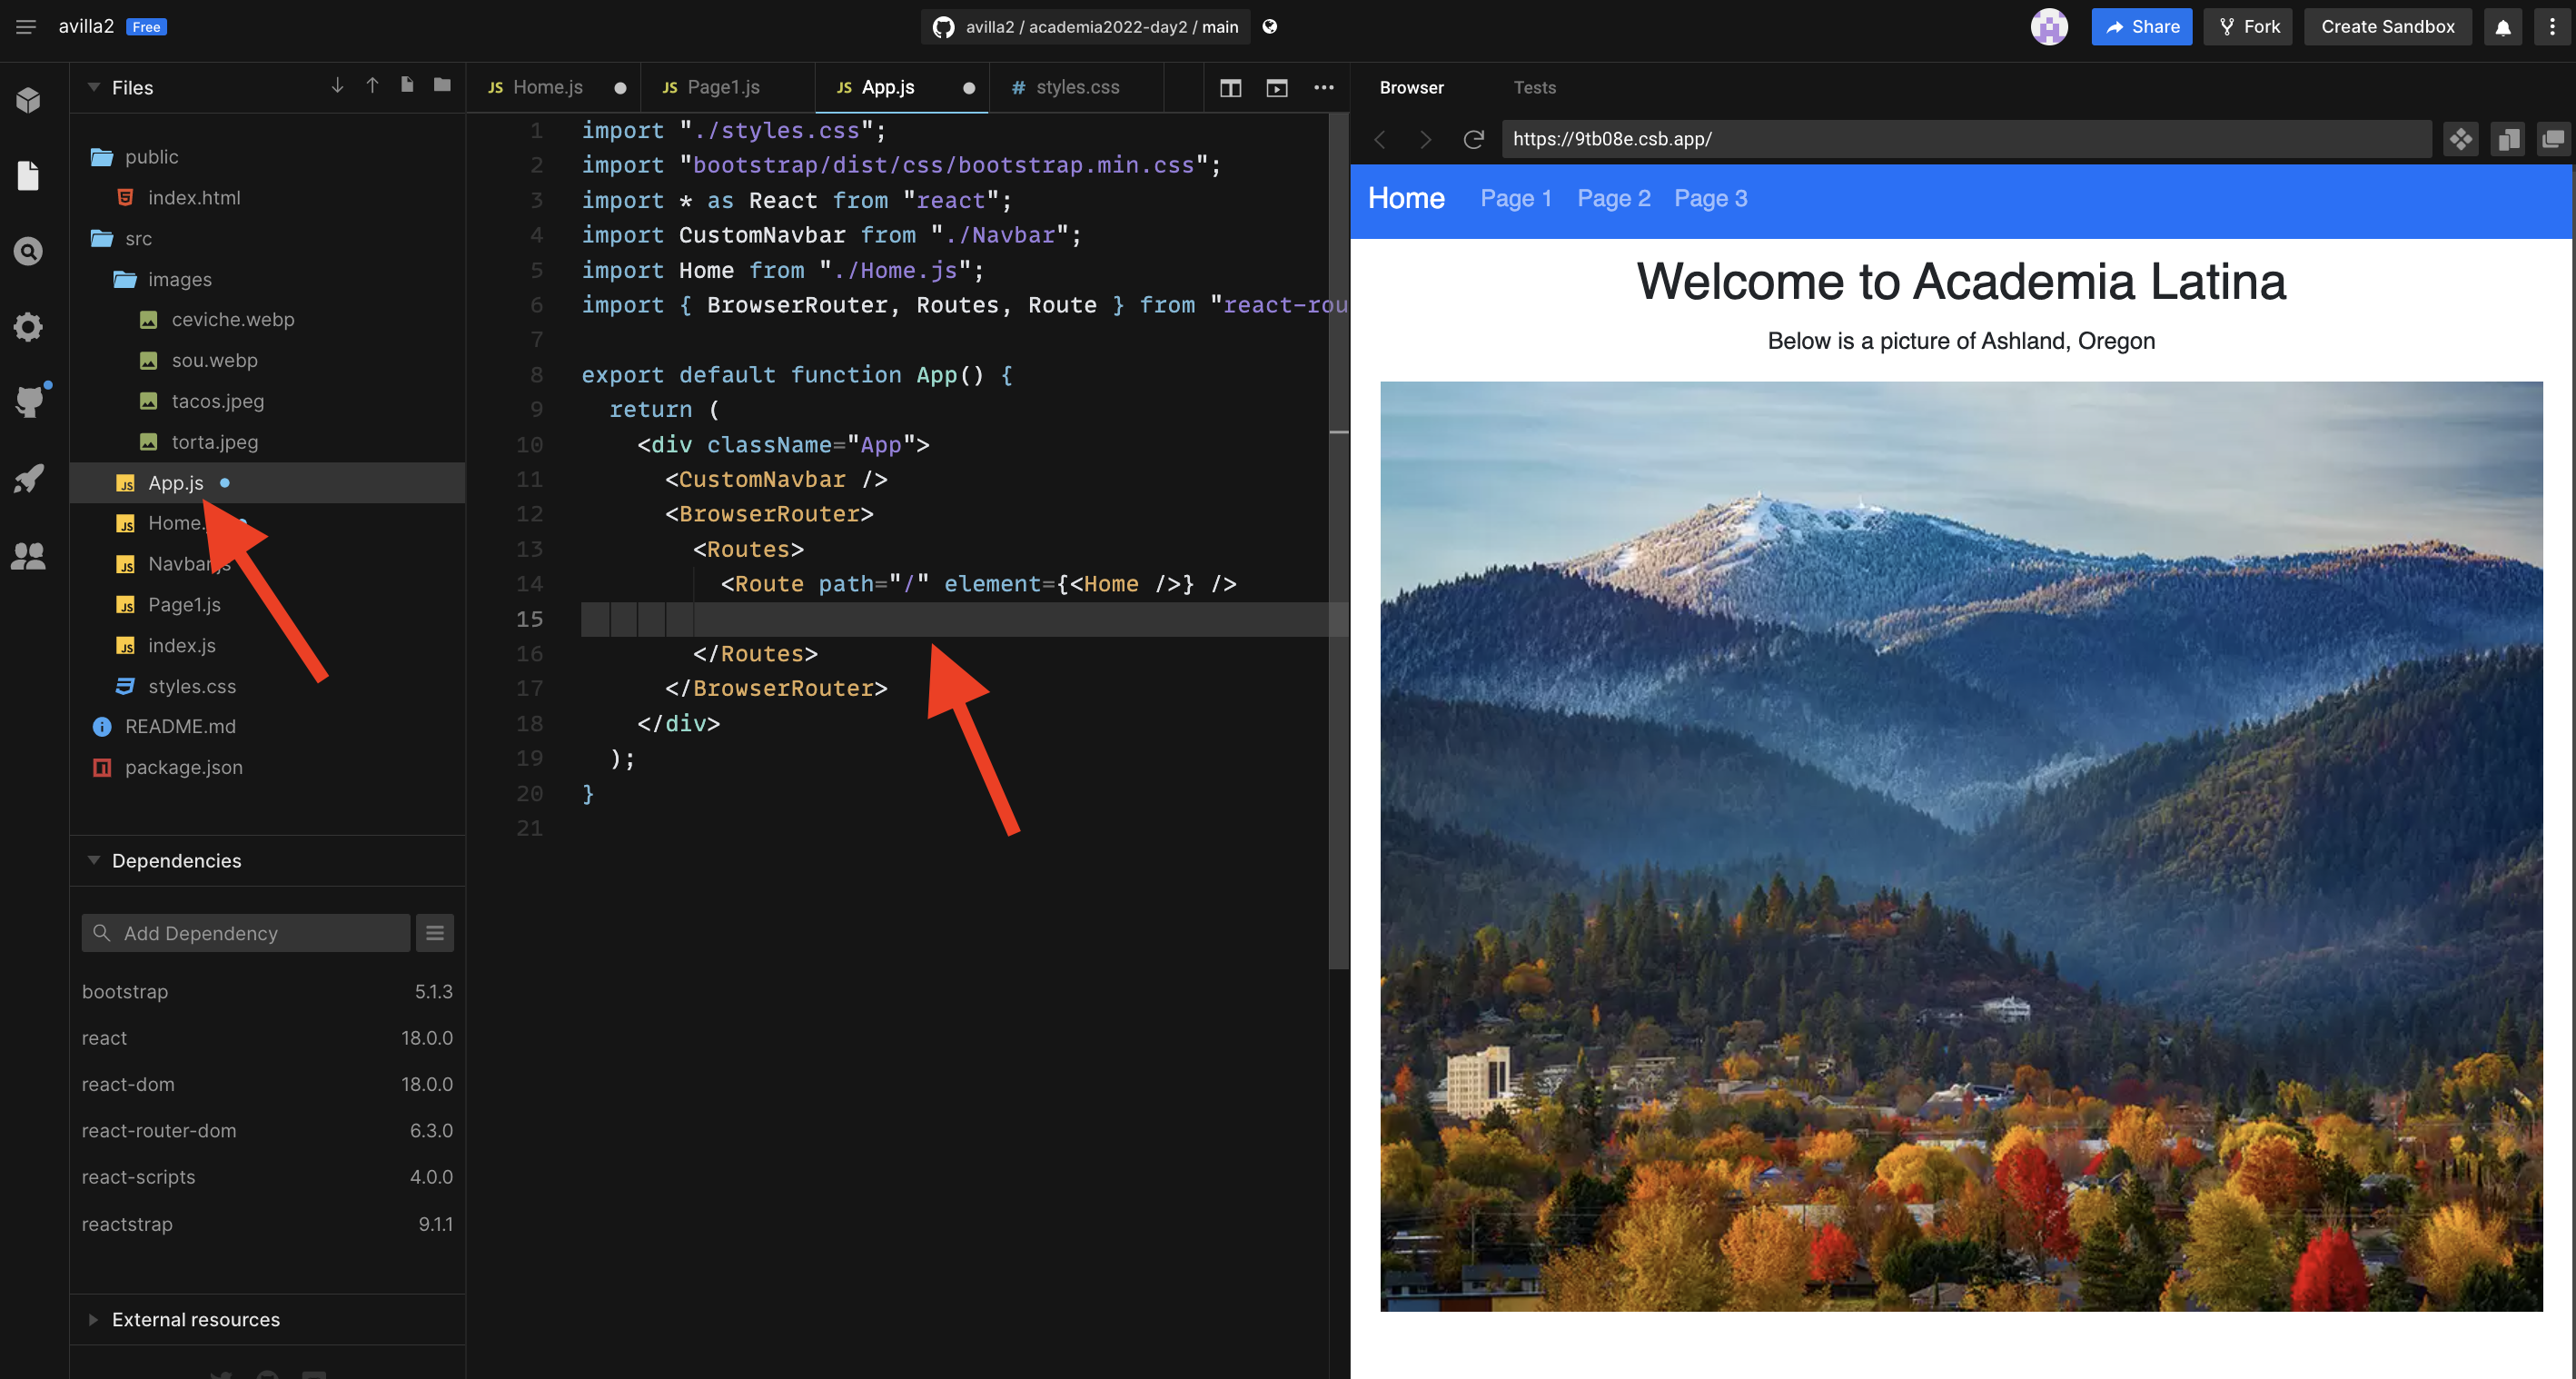 avilla2 Free
avilla2 / academia2022-day2 / main
Share
Fork
Create Sandbox
Files
public
index.html
src
images
ceviche.webp
sou.webp
tacos.jpeg
torta.jpeg
App.js
Home.
Navbar.js
Page1.js
index.js
styles.css
README.md
package.json
Dependencies
Add Dependency
bootstrap 5.1.3
react 18.0.0
react-dom 18.0.0
react-router-dom 6.3.0
react-scripts 4.0.0
reactstrap 9.1.1
External resources
JS Home.js
JS Page1.js
JS App.js
# styles.css
1 import "./styles.css";
2 import "bootstrap/dist/css/bootstrap.min.css";
3 import * as React from "react";
4 import CustomNavbar from "./Navbar";
5 import Home from "./Home.js";
6 import { BrowserRouter, Routes, Route } from "react-rou
7
8 export default function App() {
9 return (
10 <div className="App">
11 <CustomNavbar />
12 <BrowserRouter>
13 <Routes>
14 <Route path="/" element={<Home />} />
15
16 </Routes>
17 </BrowserRouter>
18 </div>
19 );
20 }
21
Browser
Tests
https://9tb08e.csb.app/
Home Page 1 Page 2 Page 3
Welcome to Academia Latina
Below is a picture of Ashland, Oregon